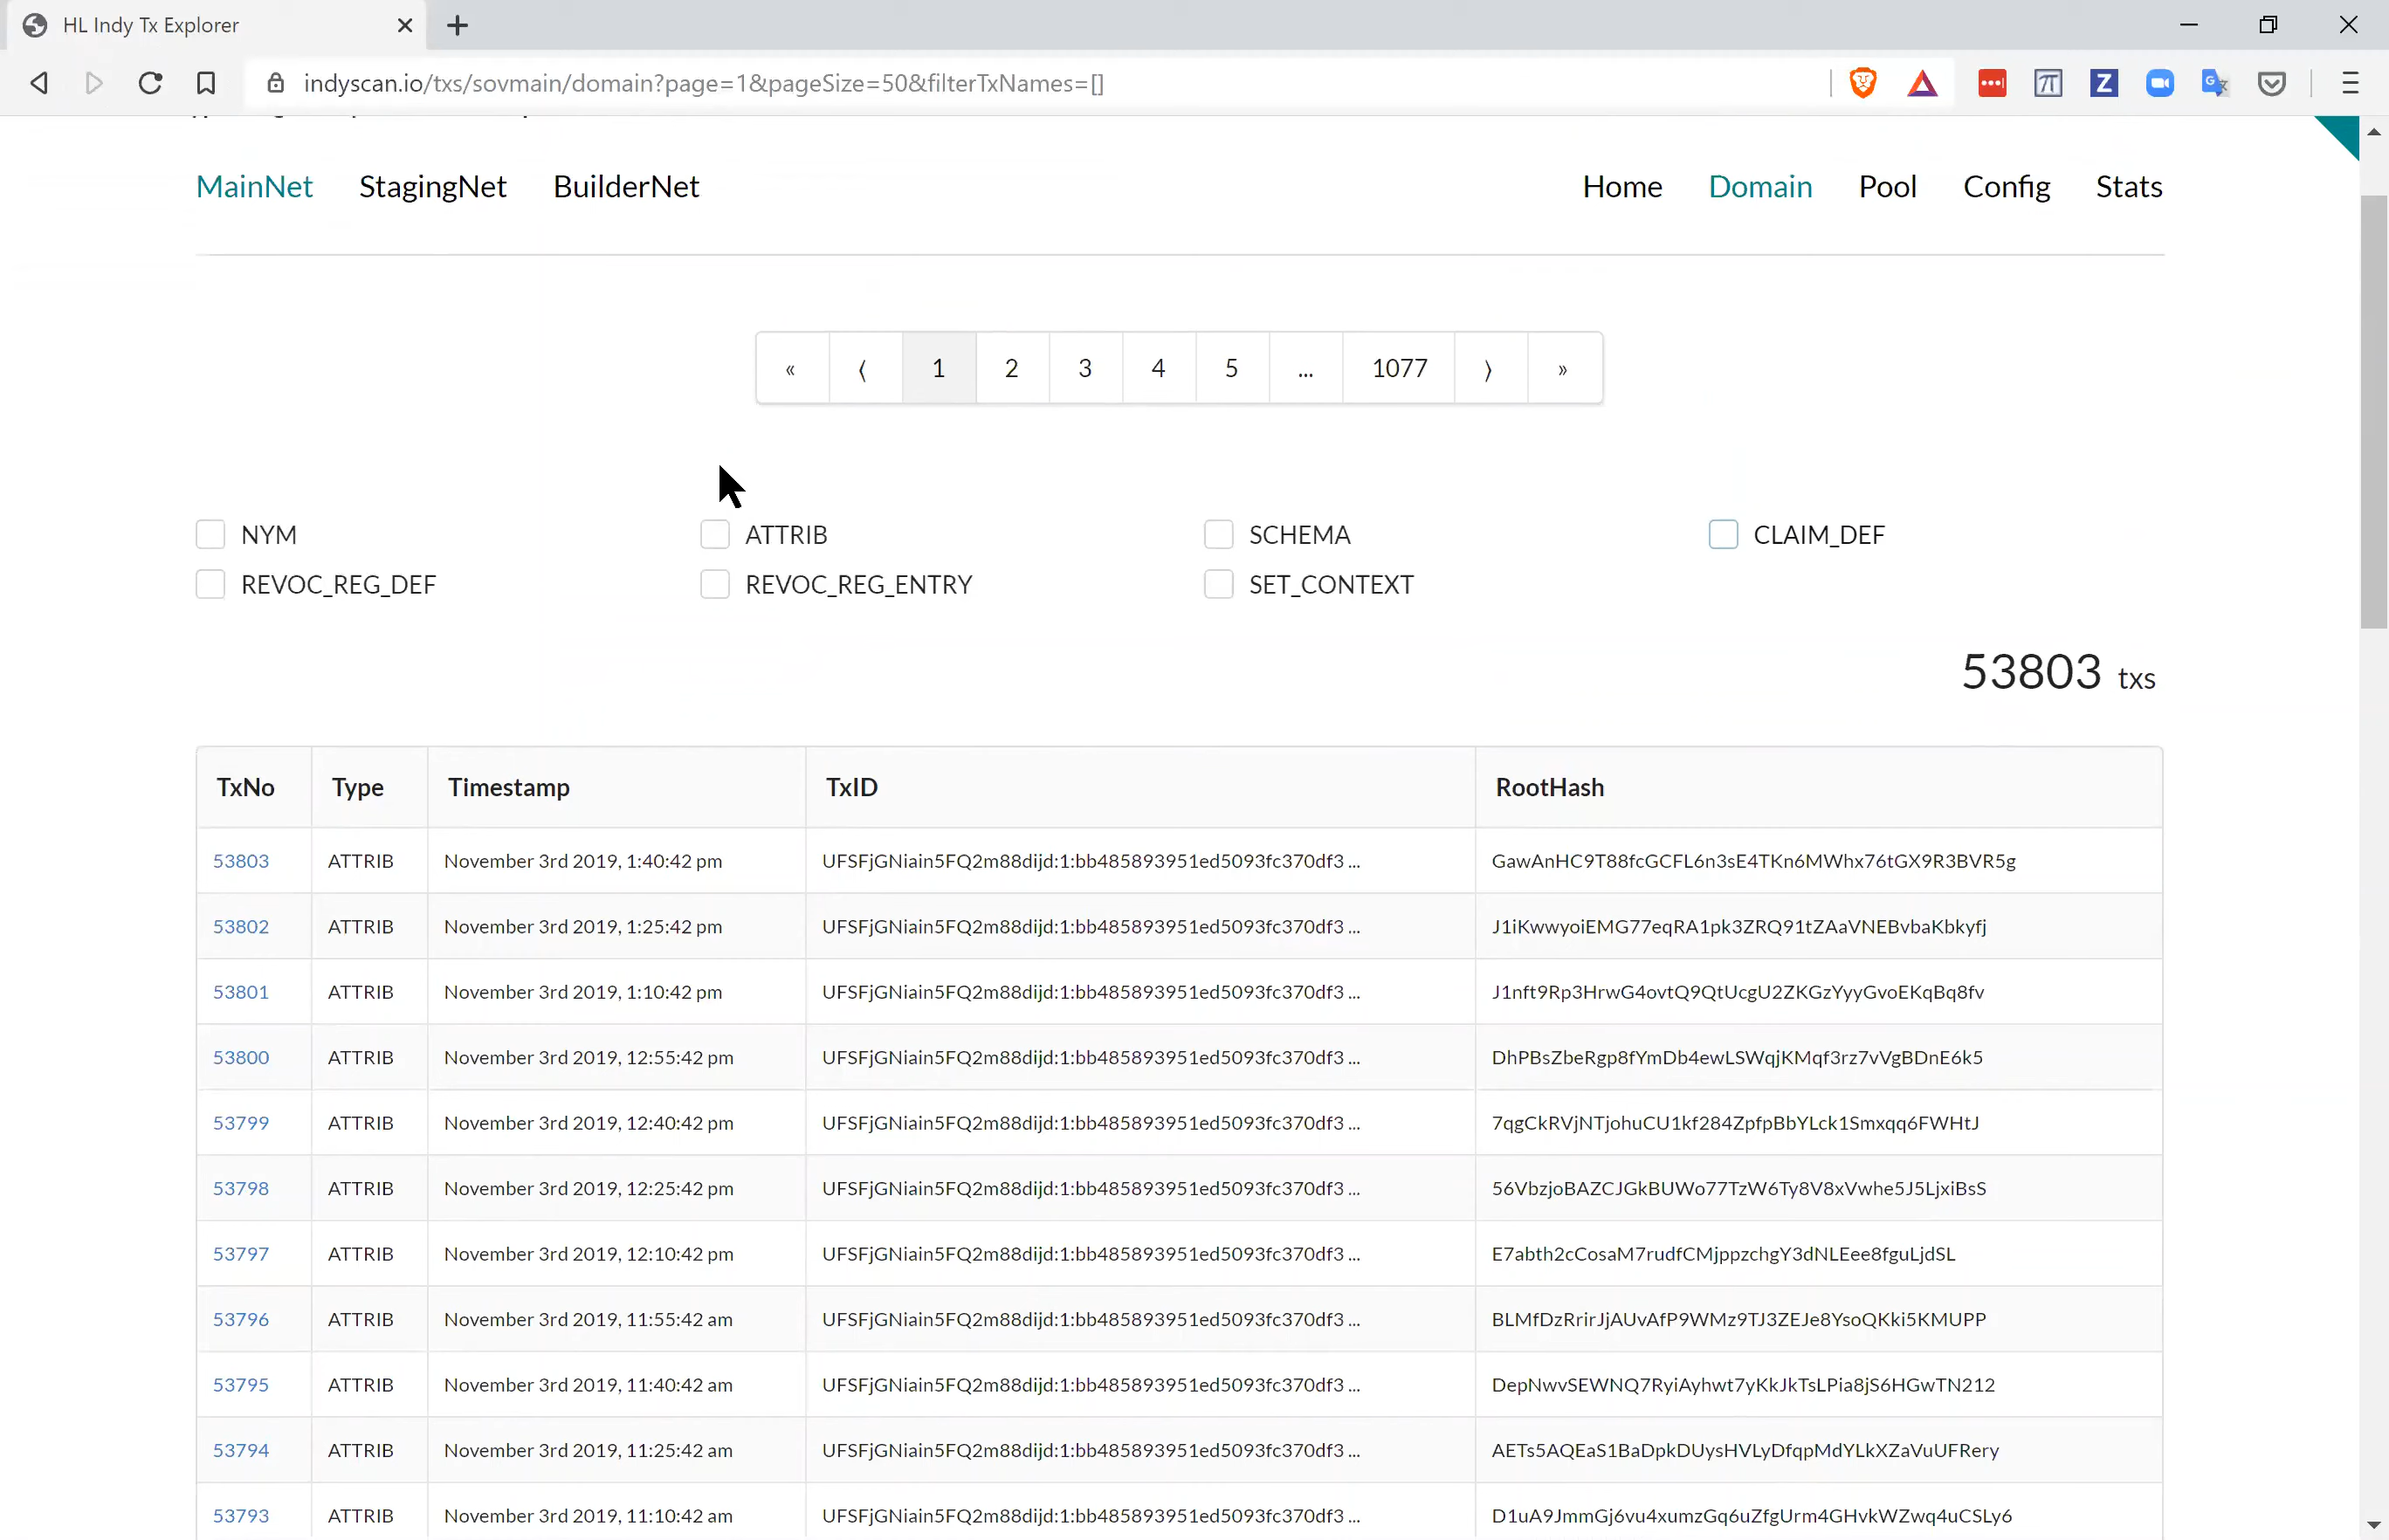 HL Indy Tx Explorer
indyscan.io/txs/sovmain/domain?page=1&pageSize=50&filterTxNames=[]
MainNet StagingNet BuilderNet Home Domain Pool Config Stats
« ⟨ 1 2 3 4 5 ... 1077 ⟩ »
NYM ATTRIB SCHEMA CLAIM_DEF
REVOC_REG_DEF REVOC_REG_ENTRY SET_CONTEXT
53803 txs
TxNo Type Timestamp TxID RootHash
53803 ATTRIB November 3rd 2019, 1:40:42 pm UFSFjGNiain5FQ2m88dijd:1:bb485893951ed5093fc370df3 ... GawAnHC9T88fcGCFL6n3sE4TKn6MWhx76tGX9R3BVR5g
53802 ATTRIB November 3rd 2019, 1:25:42 pm UFSFjGNiain5FQ2m88dijd:1:bb485893951ed5093fc370df3 ... J1iKwwyoiEMG77eqRA1pk3ZRQ91tZAaVNEBvbaKbkyfj
53801 ATTRIB November 3rd 2019, 1:10:42 pm UFSFjGNiain5FQ2m88dijd:1:bb485893951ed5093fc370df3 ... J1nft9Rp3HrwG4ovtQ9QtUcgU2ZKGzYyyGvoEKqBq8fv
53800 ATTRIB November 3rd 2019, 12:55:42 pm UFSFjGNiain5FQ2m88dijd:1:bb485893951ed5093fc370df3 ... DhPBsZbeRgp8fYmDb4ewLSWqjKMqf3rz7vVgBDnE6k5
53799 ATTRIB November 3rd 2019, 12:40:42 pm UFSFjGNiain5FQ2m88dijd:1:bb485893951ed5093fc370df3 ... 7qgCkRVjNTjohuCU1kf284ZpfpBbYLck1Smxqq6FWHtJ
53798 ATTRIB November 3rd 2019, 12:25:42 pm UFSFjGNiain5FQ2m88dijd:1:bb485893951ed5093fc370df3 ... 56VbzjoBAZCJGkBUWo77TzW6Ty8V8xVwhe5J5LjxiBsS
53797 ATTRIB November 3rd 2019, 12:10:42 pm UFSFjGNiain5FQ2m88dijd:1:bb485893951ed5093fc370df3 ... E7abth2cCosaM7rudfCMjppzchgY3dNLEee8fguLjdSL
53796 ATTRIB November 3rd 2019, 11:55:42 am UFSFjGNiain5FQ2m88dijd:1:bb485893951ed5093fc370df3 ... BLMfDzRrirJjAUvAfP9WMz9TJ3ZEJe8YsoQKki5KMUPP
53795 ATTRIB November 3rd 2019, 11:40:42 am UFSFjGNiain5FQ2m88dijd:1:bb485893951ed5093fc370df3 ... DepNwvSEWNQ7RyiAyhwt7yKkJkTsLPia8jS6HGwTN212
53794 ATTRIB November 3rd 2019, 11:25:42 am UFSFjGNiain5FQ2m88dijd:1:bb485893951ed5093fc370df3 ... AETs5AQEaS1BaDpkDUysHVLyDfqpMdYLkXZaVuUFRery
53793 ATTRIB November 3rd 2019, 11:10:42 am UFSFjGNiain5FQ2m88dijd:1:bb485893951ed5093fc370df3 ... D1uA9JmmGj6vu4xumzGq6uZfgUrm4GHvkWZwq4uCSLy6